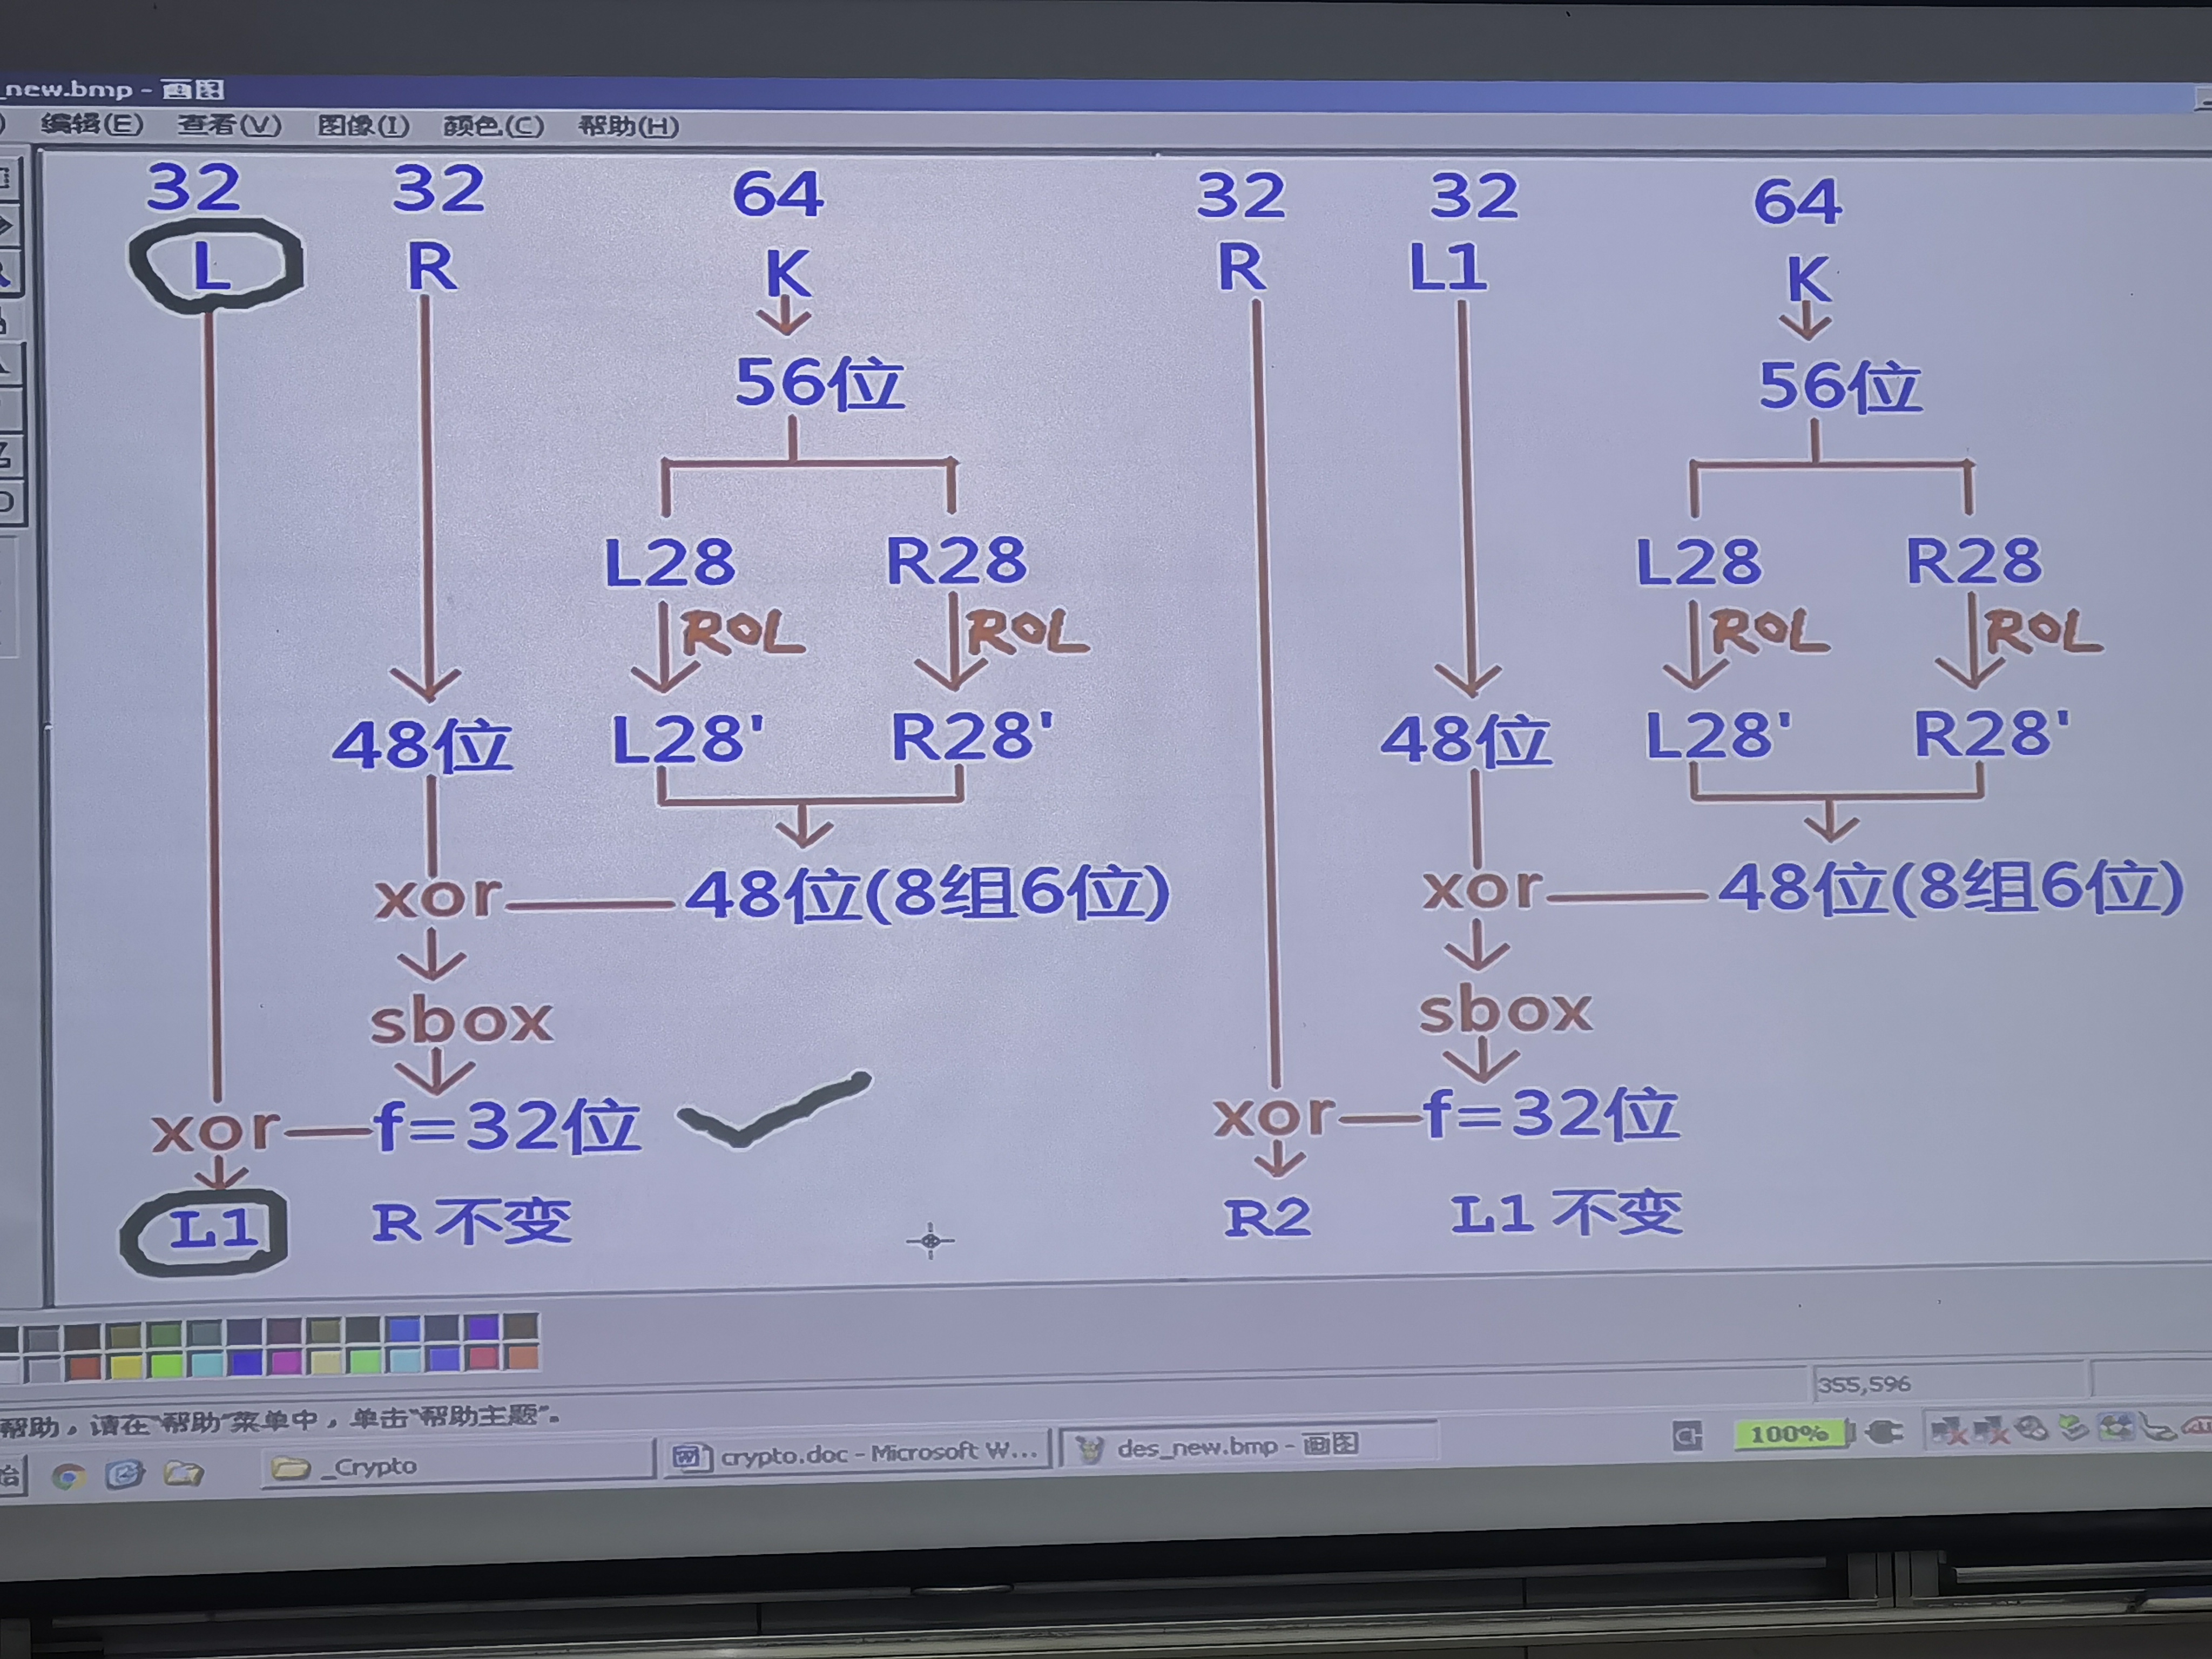 _new.bmp - 画图
编辑(E) 查看(V) 图像(I) 颜色(C) 帮助(H)
32 32 64 32 32 64
L R K R L1 K
56位 56位
L28 R28 L28 R28
ROL ROL ROL ROL
48位 L28' R28' 48位 L28' R28'
xor 48位(8组6位) xor 48位(8组6位)
sbox sbox
xor f=32位 xor f=32位
L1 R 不变 R2 L1 不变
355,596
帮助，请在“帮助”菜单中，单击“帮助主题”。
_Crypto crypto.doc - Microsoft W... des_new.bmp - 画图 100%